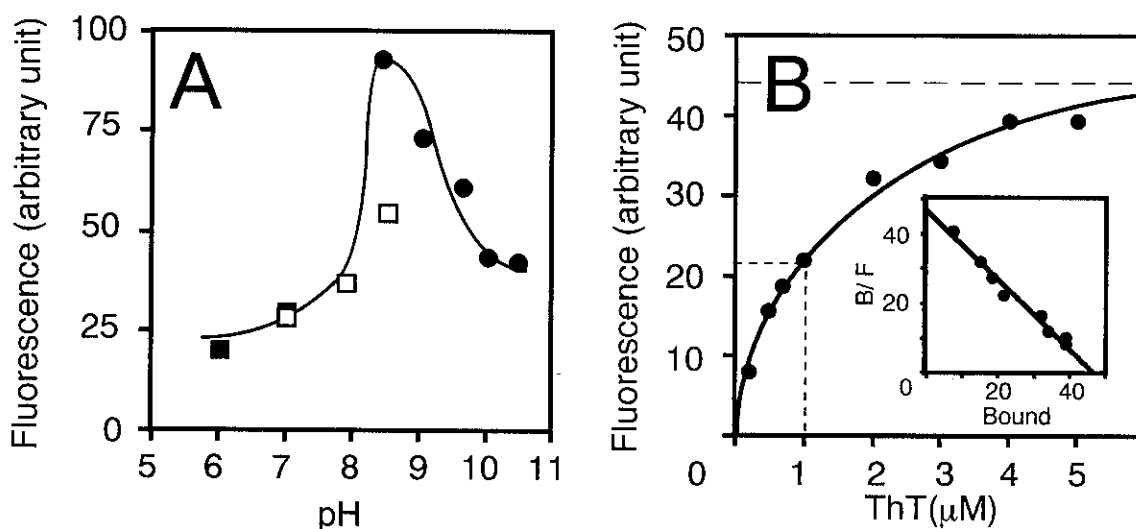 A
Fluorescence (arbitrary unit)
100
75
50
25
0
5 6 7 8 9 10 11
pH
B
Fluorescence (arbitrary unit)
50
40
30
20
10
0 1 2 3 4 5
ThT(μM)
B/F
40
20
0 20 40
Bound